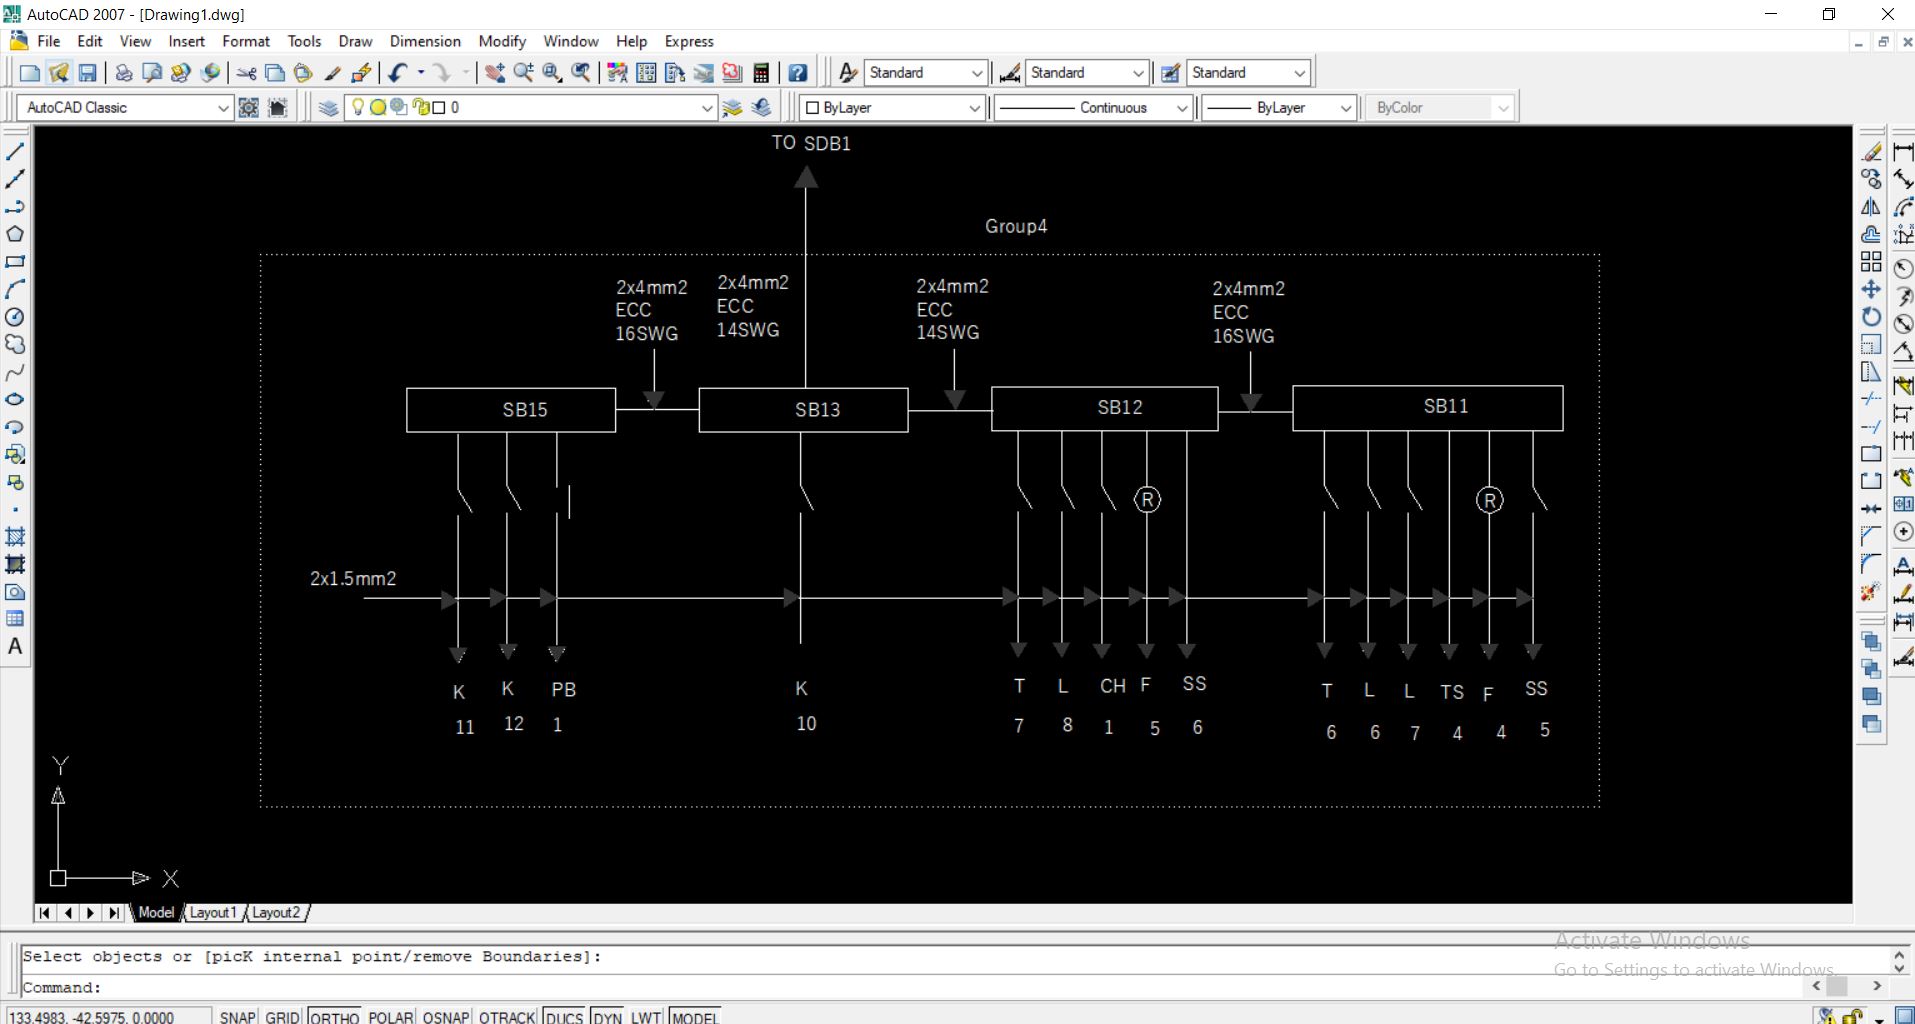 AutoCAD 2007 - [Drawing1.dwg]
File Edit View Insert Format Tools Draw Dimension Modify Window Help Express
Standard Standard Standard
AutoCAD Classic 0 ByLayer Continuous ByLayer ByColor
TO SDB1
Group4
2x4mm2
ECC
16SWG
2x4mm2
ECC
14SWG
2x4mm2
ECC
14SWG
2x4mm2
ECC
16SWG
SB15 SB13 SB12 SB11
R R
2x1.5mm2
K K PB K T L CH F SS T L L TS F SS
11 12 1 10 7 8 1 5 6 6 6 7 4 4 5
Y
X
Model Layout1 Layout2
Select objects or [picK internal point/remove Boundaries]:
Command:
Activate Windows
Go to Settings to activate Windows.
133.4983, -42.5975, 0.0000 SNAP GRID ORTHO POLAR OSNAP OTRACK DUCS DYN LWT MODEL